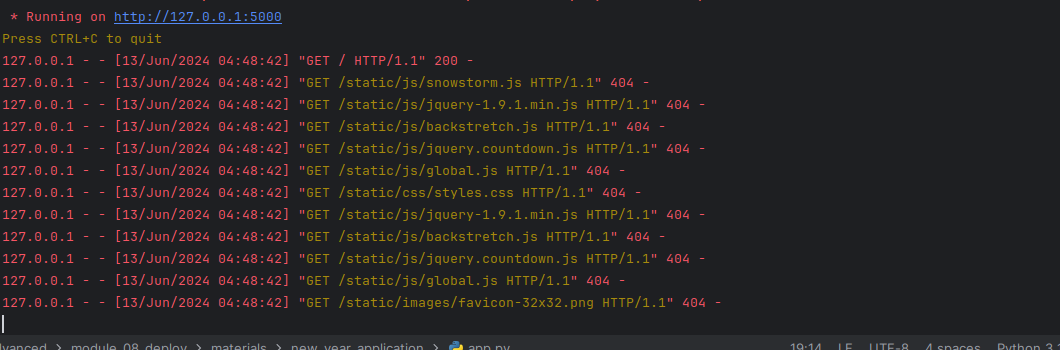 * Running on http://127.0.0.1:5000
Press CTRL+C to quit
127.0.0.1 - - [13/Jun/2024 04:48:42] "GET / HTTP/1.1" 200 -
127.0.0.1 - - [13/Jun/2024 04:48:42] "GET /static/js/snowstorm.js HTTP/1.1" 404 -
127.0.0.1 - - [13/Jun/2024 04:48:42] "GET /static/js/jquery-1.9.1.min.js HTTP/1.1" 404 -
127.0.0.1 - - [13/Jun/2024 04:48:42] "GET /static/js/backstretch.js HTTP/1.1" 404 -
127.0.0.1 - - [13/Jun/2024 04:48:42] "GET /static/js/jquery.countdown.js HTTP/1.1" 404 -
127.0.0.1 - - [13/Jun/2024 04:48:42] "GET /static/js/global.js HTTP/1.1" 404 -
127.0.0.1 - - [13/Jun/2024 04:48:42] "GET /static/css/styles.css HTTP/1.1" 404 -
127.0.0.1 - - [13/Jun/2024 04:48:42] "GET /static/js/jquery-1.9.1.min.js HTTP/1.1" 404 -
127.0.0.1 - - [13/Jun/2024 04:48:42] "GET /static/js/backstretch.js HTTP/1.1" 404 -
127.0.0.1 - - [13/Jun/2024 04:48:42] "GET /static/js/jquery.countdown.js HTTP/1.1" 404 -
127.0.0.1 - - [13/Jun/2024 04:48:42] "GET /static/js/global.js HTTP/1.1" 404 -
127.0.0.1 - - [13/Jun/2024 04:48:42] "GET /static/images/favicon-32x32.png HTTP/1.1" 404 -
vanced > module_08_deploy > materials > new_year_application > app.py 19:14 LF UTF-8 4 spaces Python 3.